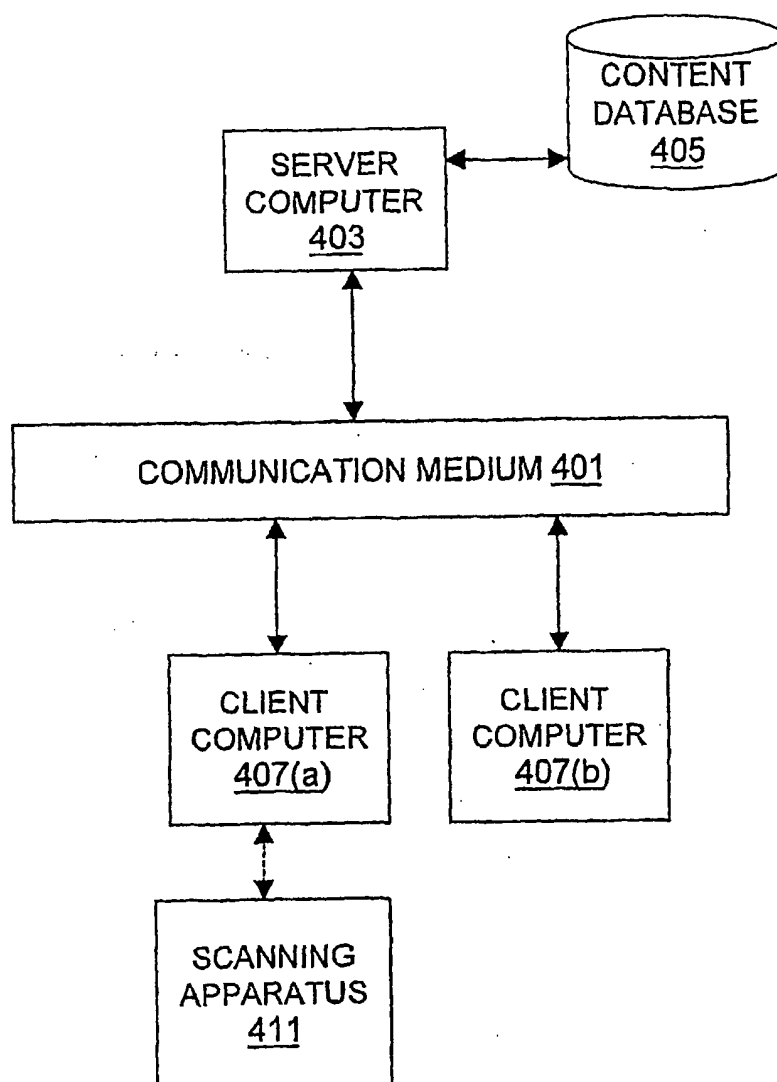 CONTENT
DATABASE
405
SERVER
COMPUTER
403
COMMUNICATION MEDIUM 401
CLIENT
COMPUTER
407(a)
CLIENT
COMPUTER
407(b)
SCANNING
APPARATUS
411